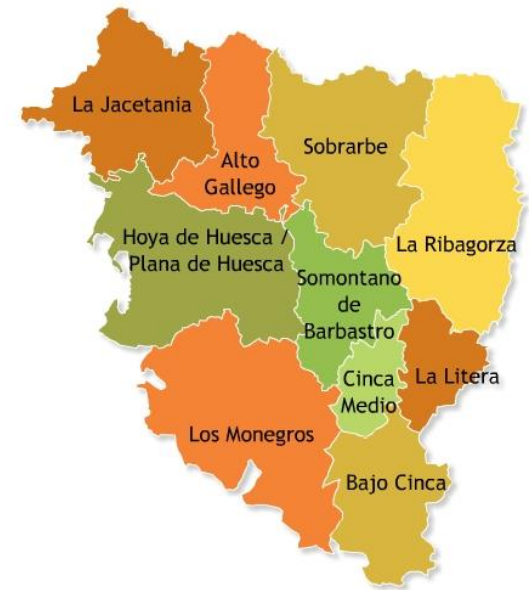 La Jacetania
Alto
Gallego
Sobrarbe
La Ribagorza
Hoya de Huesca /
Plana de Huesca
Somontano
de
Barbastro
Cinca
Medio
La Litera
Los Monegros
Bajo Cinca